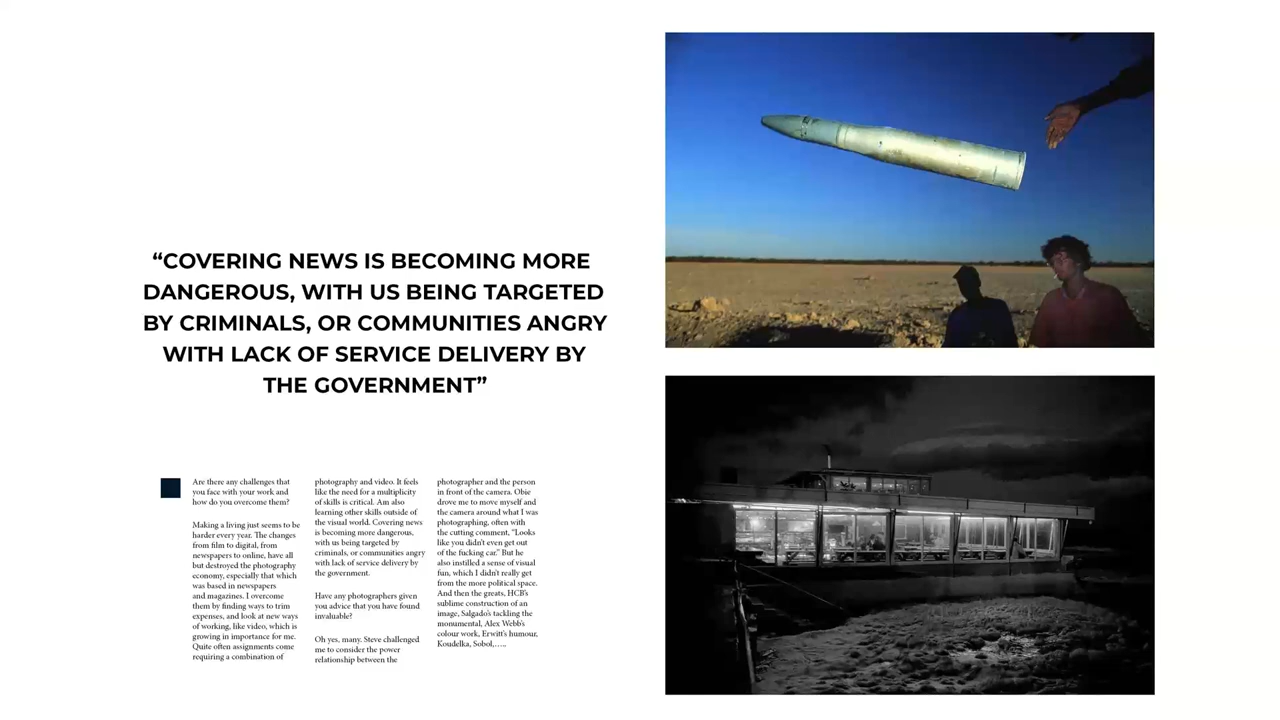 “COVERING NEWS IS BECOMING MORE
DANGEROUS, WITH US BEING TARGETED
BY CRIMINALS, OR COMMUNITIES ANGRY
WITH LACK OF SERVICE DELIVERY BY
THE GOVERNMENT”
Are there any challenges that
you face with your work and
how do you overcome them?
Making a living just seems to be
harder every year. The changes
from film to digital, from
newspapers to online, have all
but destroyed the photography
economy, especially that which
was based in newspapers
and magazines. I overcome
them by finding ways to trim
expenses, and look at new ways
of working, like video, which is
growing in importance for me.
Quite often assignments come
requiring a combination of
photography and video. It feels
like the need for a multiplicity
of skills is critical. Am also
learning other skills outside of
the visual world. Covering news
is becoming more dangerous,
with us being targeted by
criminals, or communities angry
with lack of service delivery by
the government.
Have any photographers given
you advice that you have found
invaluable?
Oh yes, many. Steve challenged
me to consider the power
relationship between the
photographer and the person
in front of the camera. Obie
drove me to move myself and
the camera around what I was
photographing, often with
the cutting comment, “Looks
like you didn’t even get out
of the fucking car.” But he
also instilled a sense of visual
fun, which I didn’t really get
from the more political space.
And then the greats, HCB’s
sublime construction of an
image, Salgado’s tackling the
monumental, Alex Webb’s
colour work, Erwitt’s humour,
Koudelka, Sobol,…..